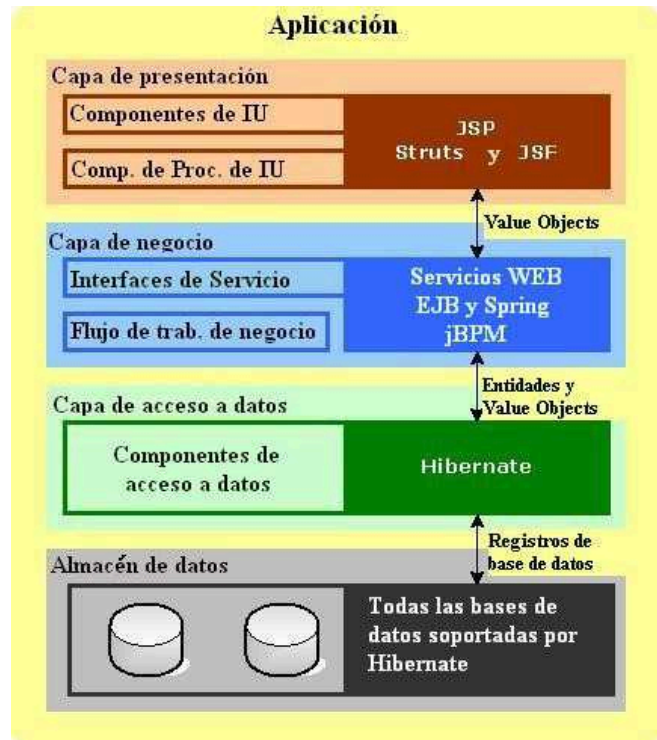 Aplicación
Capa de presentación
Componentes de IU
Comp. de Proc. de IU
JSP
Struts y JSF
Value Objects
Capa de negocio
Interfaces de Servicio
Flujo de trab. de negocio
Servicios WEB
EJB y Spring
jBPM
Entidades y
Value Objects
Capa de acceso a datos
Componentes de
acceso a datos
Hibernate
Registros de
base de datos
Almacén de datos
Todas las bases de
datos soportadas por
Hibernate